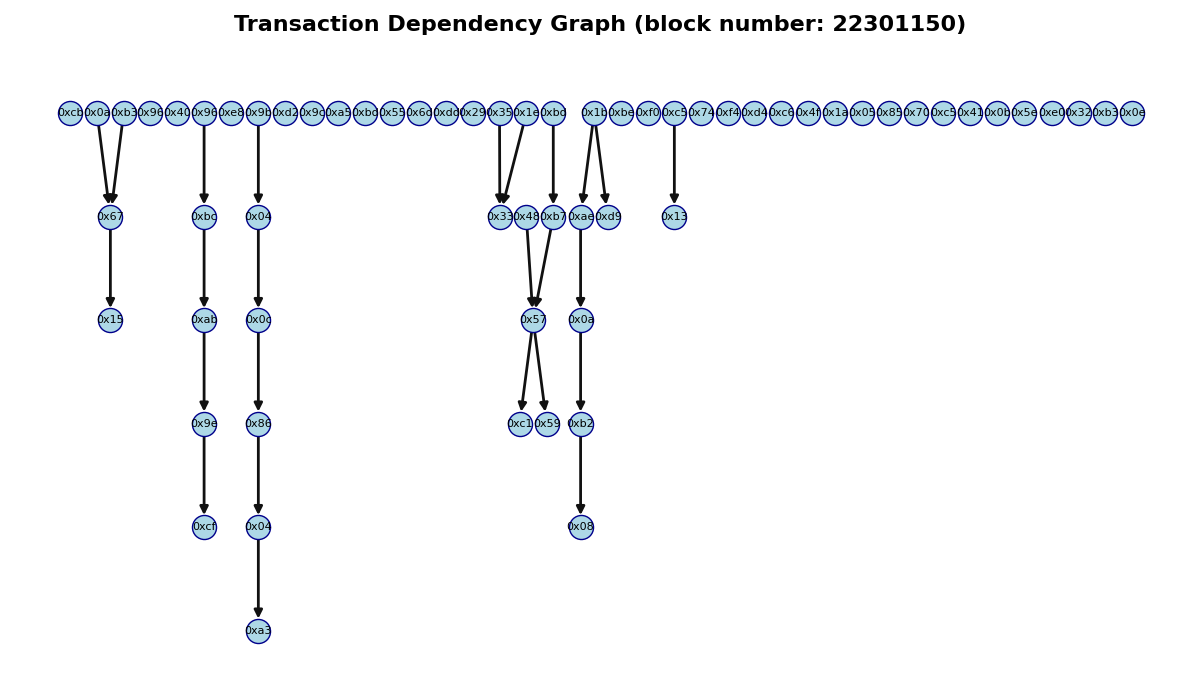 Transaction Dependency Graph (block number: 22301150)
0xcb 0x0a 0xb3 0x96 0x40 0x96 0xe8 0x9b 0xd2 0x9c 0xa5 0xbd 0x55 0x6d 0xdd 0x29 0x35 0x1e 0xbd 0x1b 0xbe 0xf0 0xc5 0x74 0xf4 0xd4 0xc6 0x4f 0x1a 0x05 0x85 0x70 0xc5 0x41 0x0b 0x5e 0xe0 0x32 0xb3 0x0e
0x67 0xbc 0x04 0x33 0x48 0xb7 0xae 0xd9 0x13
0x15 0xab 0x0c 0x57 0x0a
0x9e 0x86 0xc1 0x59 0xb2
0xcf 0x04 0x08
0xa3